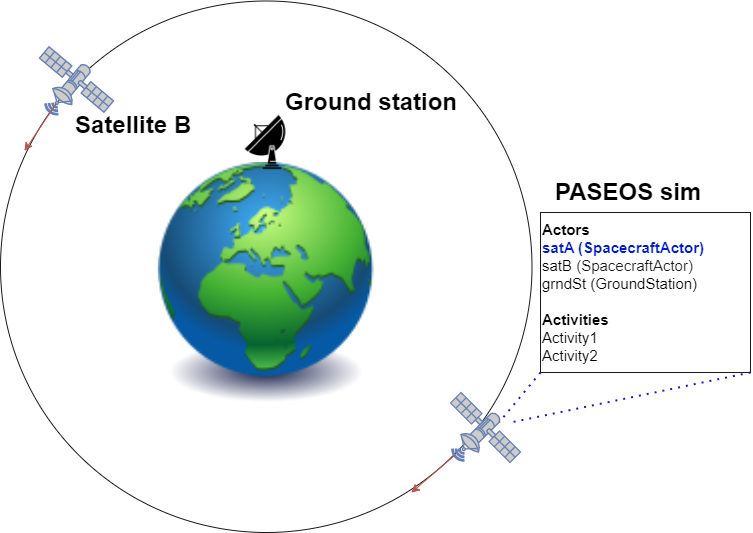 Ground station
Satellite B
PASEOS sim
Actors
satA (SpacecraftActor)
satB (SpacecraftActor)
grndSt (GroundStation)
Activities
Activity1
Activity2